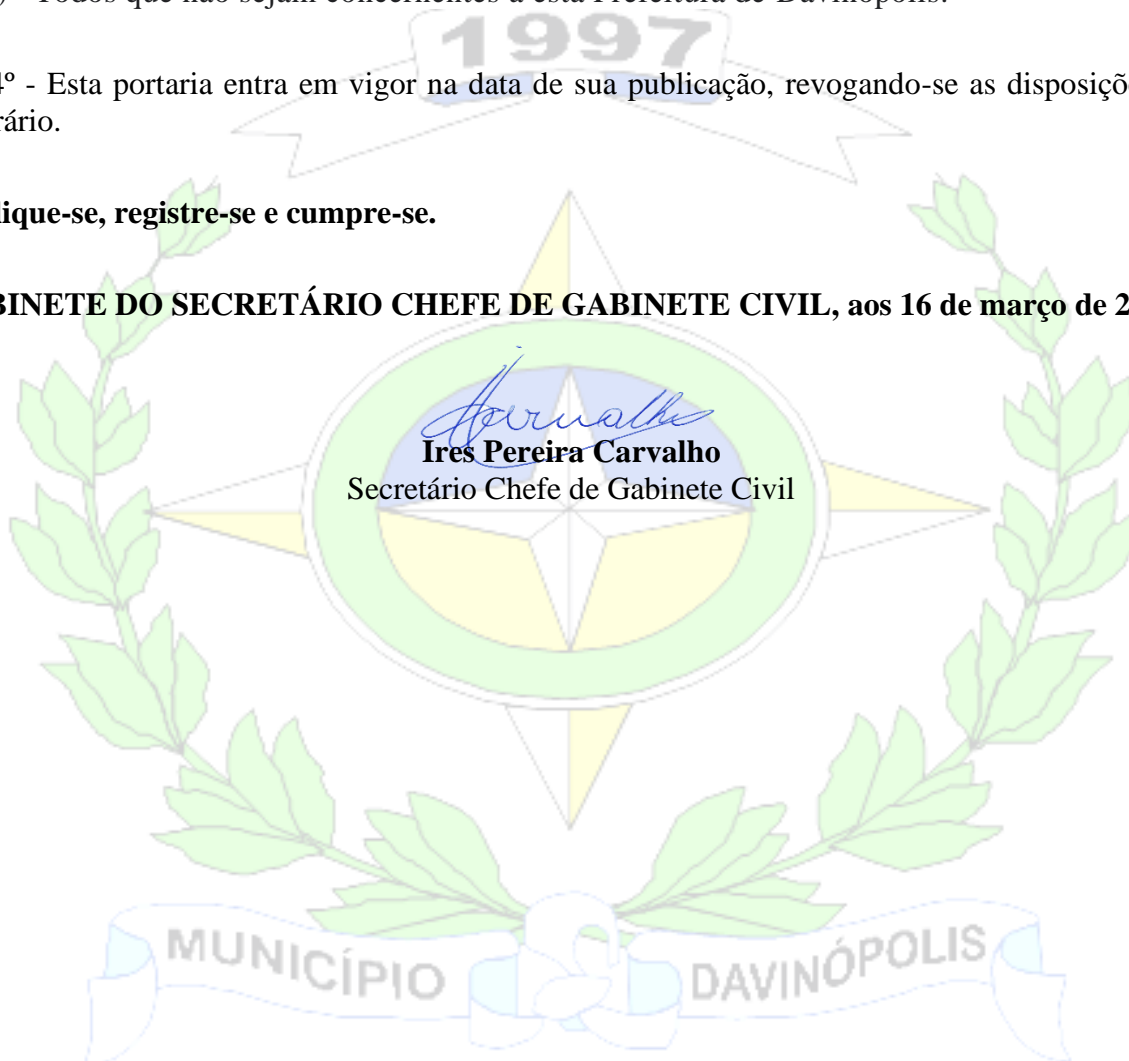 - Todos que não sejam concernentes a esta Prefeitura de Davinópolis.
1997
4º - Esta portaria entra em vigor na data de sua publicação, revogando-se as disposiçõ
rário.
lique-se, registre-se e cumpre-se.
BINETE DO SECRETÁRIO CHEFE DE GABINETE CIVIL, aos 16 de março de 2
Carvalho
Ires Pereira Carvalho
Secretário Chefe de Gabinete Civil
MUNICÍPIO DAVINÓPOLIS